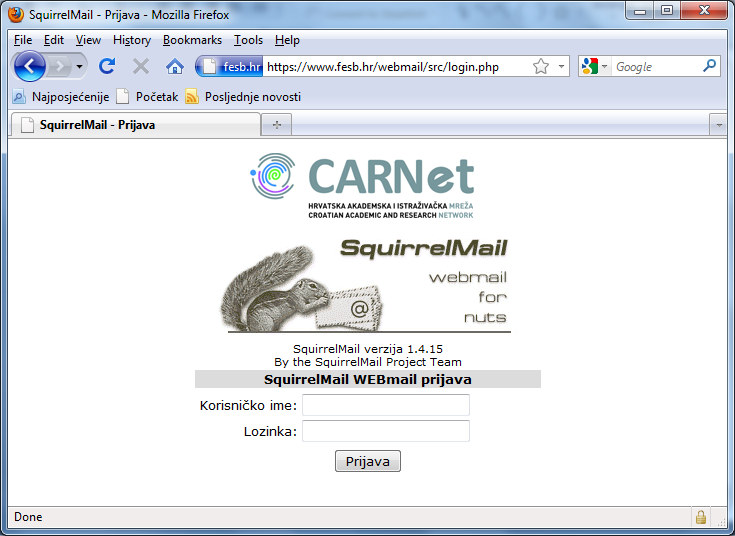 SquirrelMail - Prijava - Mozilla Firefox
File Edit View History Bookmarks Tools Help
fesb.hr https://www.fesb.hr/webmail/src/login.php Google
Najposjećenije Početak Posljednje novosti
SquirrelMail - Prijava
CARNet
HRVATSKA AKADEMSKA I ISTRAŽIVAČKA MREŽA
CROATIAN ACADEMIC AND RESEARCH NETWORK
SquirrelMail
webmail
for
nuts
@
SquirrelMail verzija 1.4.15
By the SquirrelMail Project Team
SquirrelMail WEBmail prijava
Korisničko ime:
Lozinka:
Prijava
Done